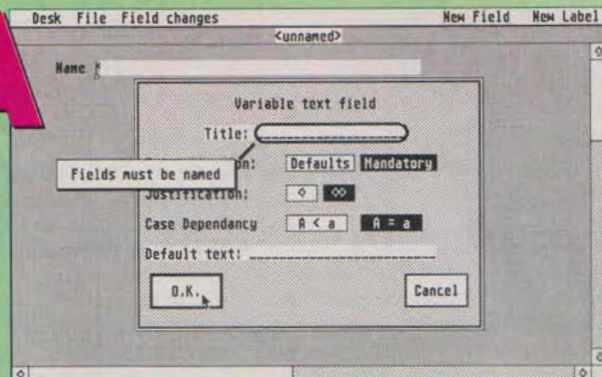 A
Desk File Field changes New Field New Label
<unnamed>
Name
Variable text field
Title:
Fields must be named
on: Defaults Mandatory
Justification:
Case Dependancy A < a A = a
Default text:
O.K. Cancel